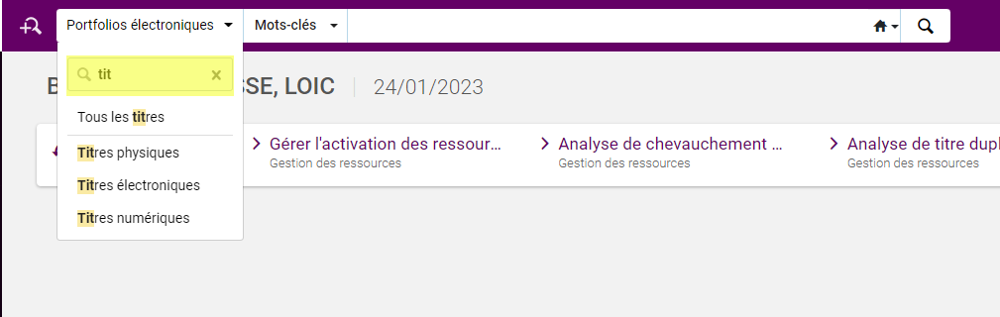 Portfolios électroniques
Mots-clés
tit
SSE, LOIC
24/01/2023
Tous les titres
Titres physiques
Titres électroniques
Titres numériques
Gérer l'activation des ressour...
Gestion des ressources
Analyse de chevauchement ...
Gestion des ressources
Analyse de titre dupl
Gestion des ressources